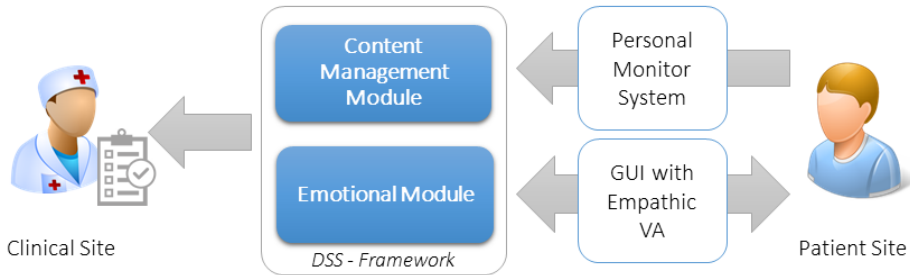 Content
Management
Module
Personal
Monitor
System
Emotional Module
GUI with
Empathic
VA
Clinical Site
DSS - Framework
Patient Site